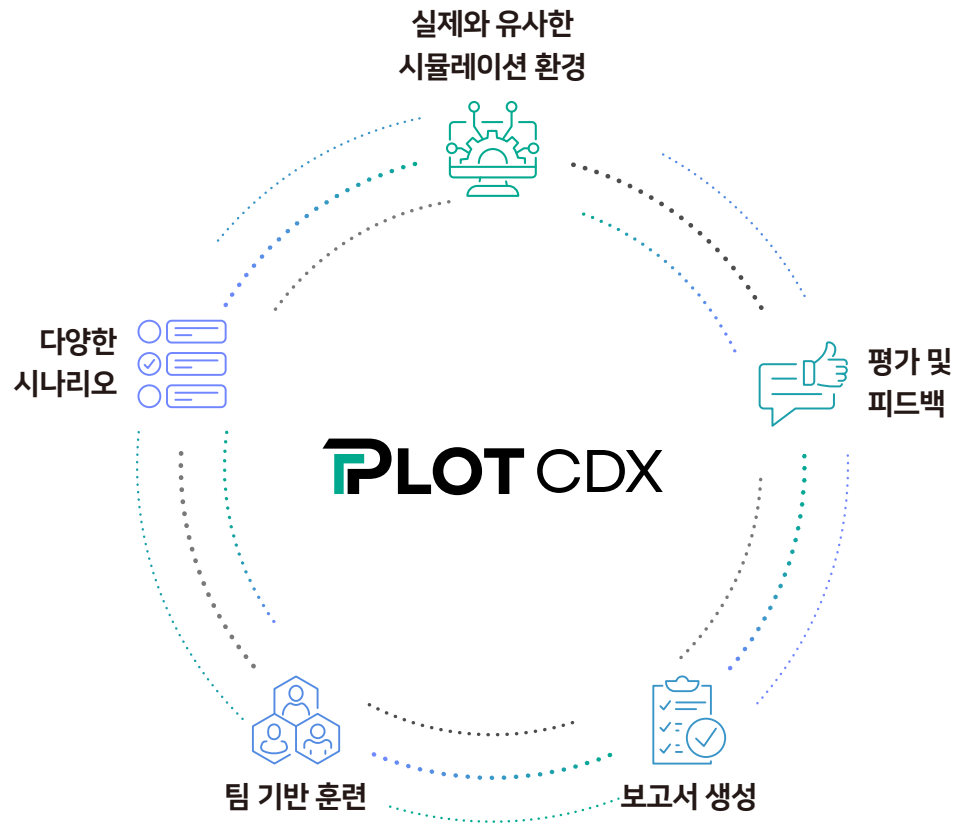 실제와 유사한
시뮬레이션 환경
다양한
시나리오
평가 및
피드백
PLOT CDX
팀 기반 훈련
보고서 생성